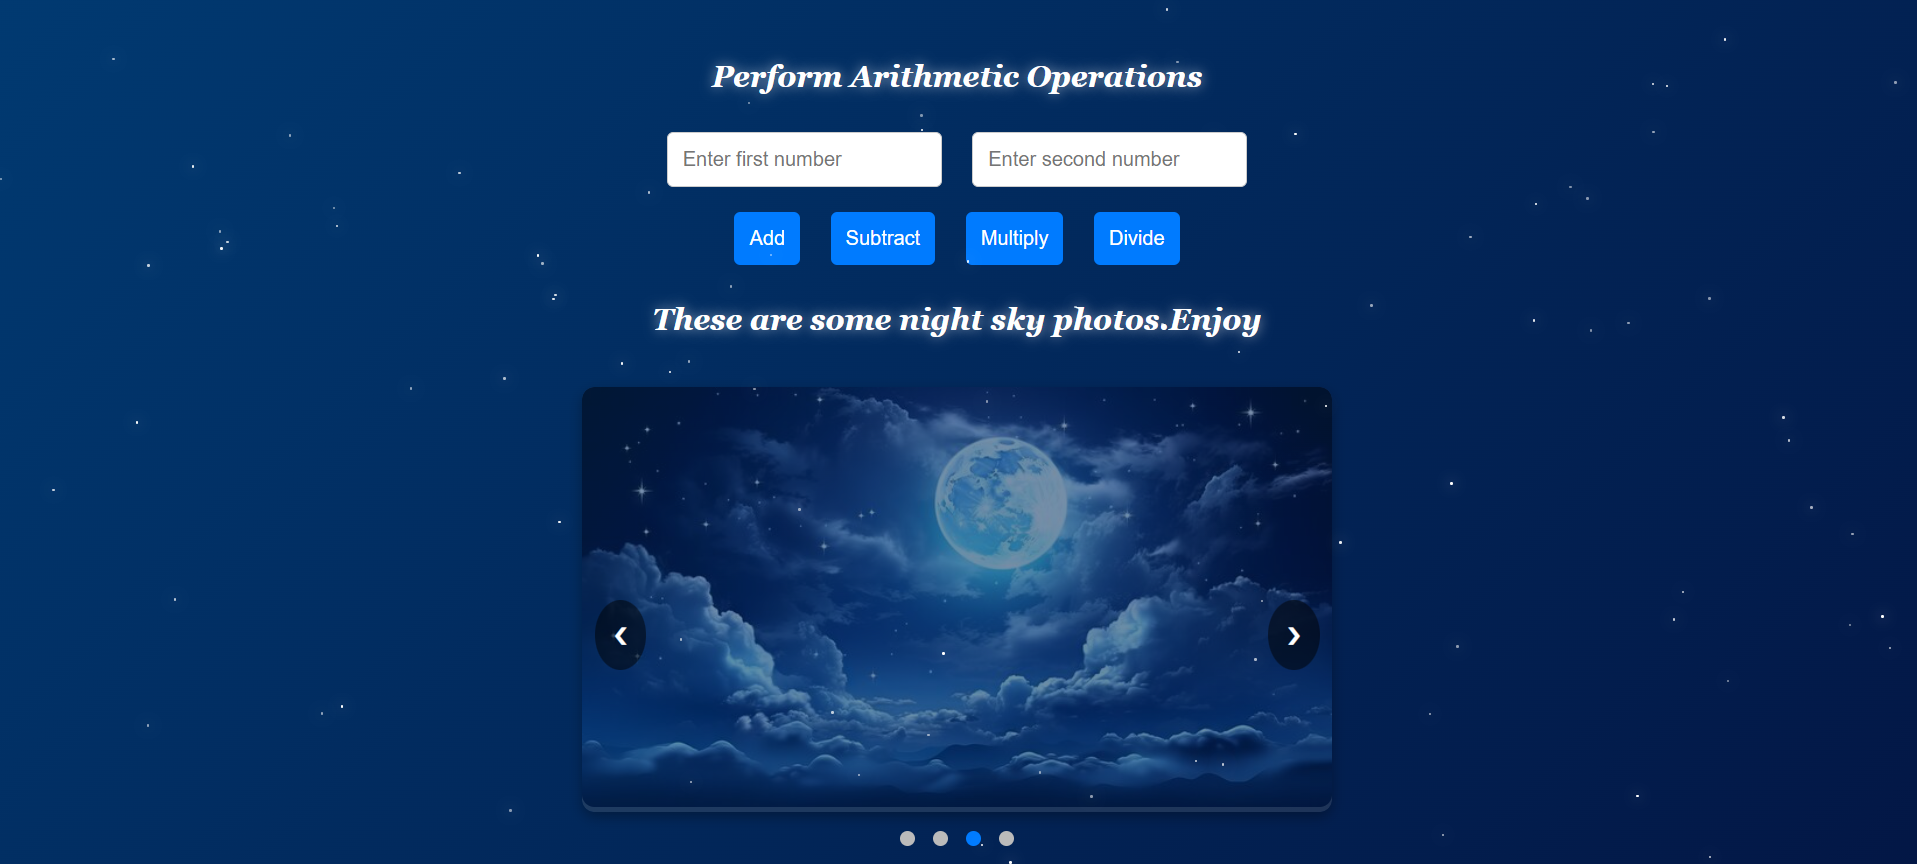 Perform Arithmetic Operations
Enter first number Enter second number
Add Subtract Multiply Divide
These are some night sky photos.Enjoy
❮ ❯